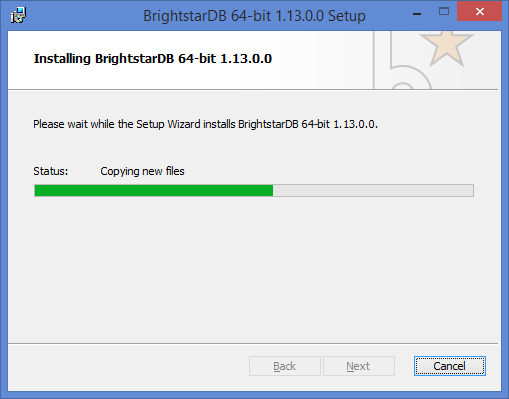 BrightstarDB 64-bit 1.13.0.0 Setup
Installing BrightstarDB 64-bit 1.13.0.0
Please wait while the Setup Wizard installs BrightstarDB 64-bit 1.13.0.0.
Status: Copying new files
Back Next Cancel